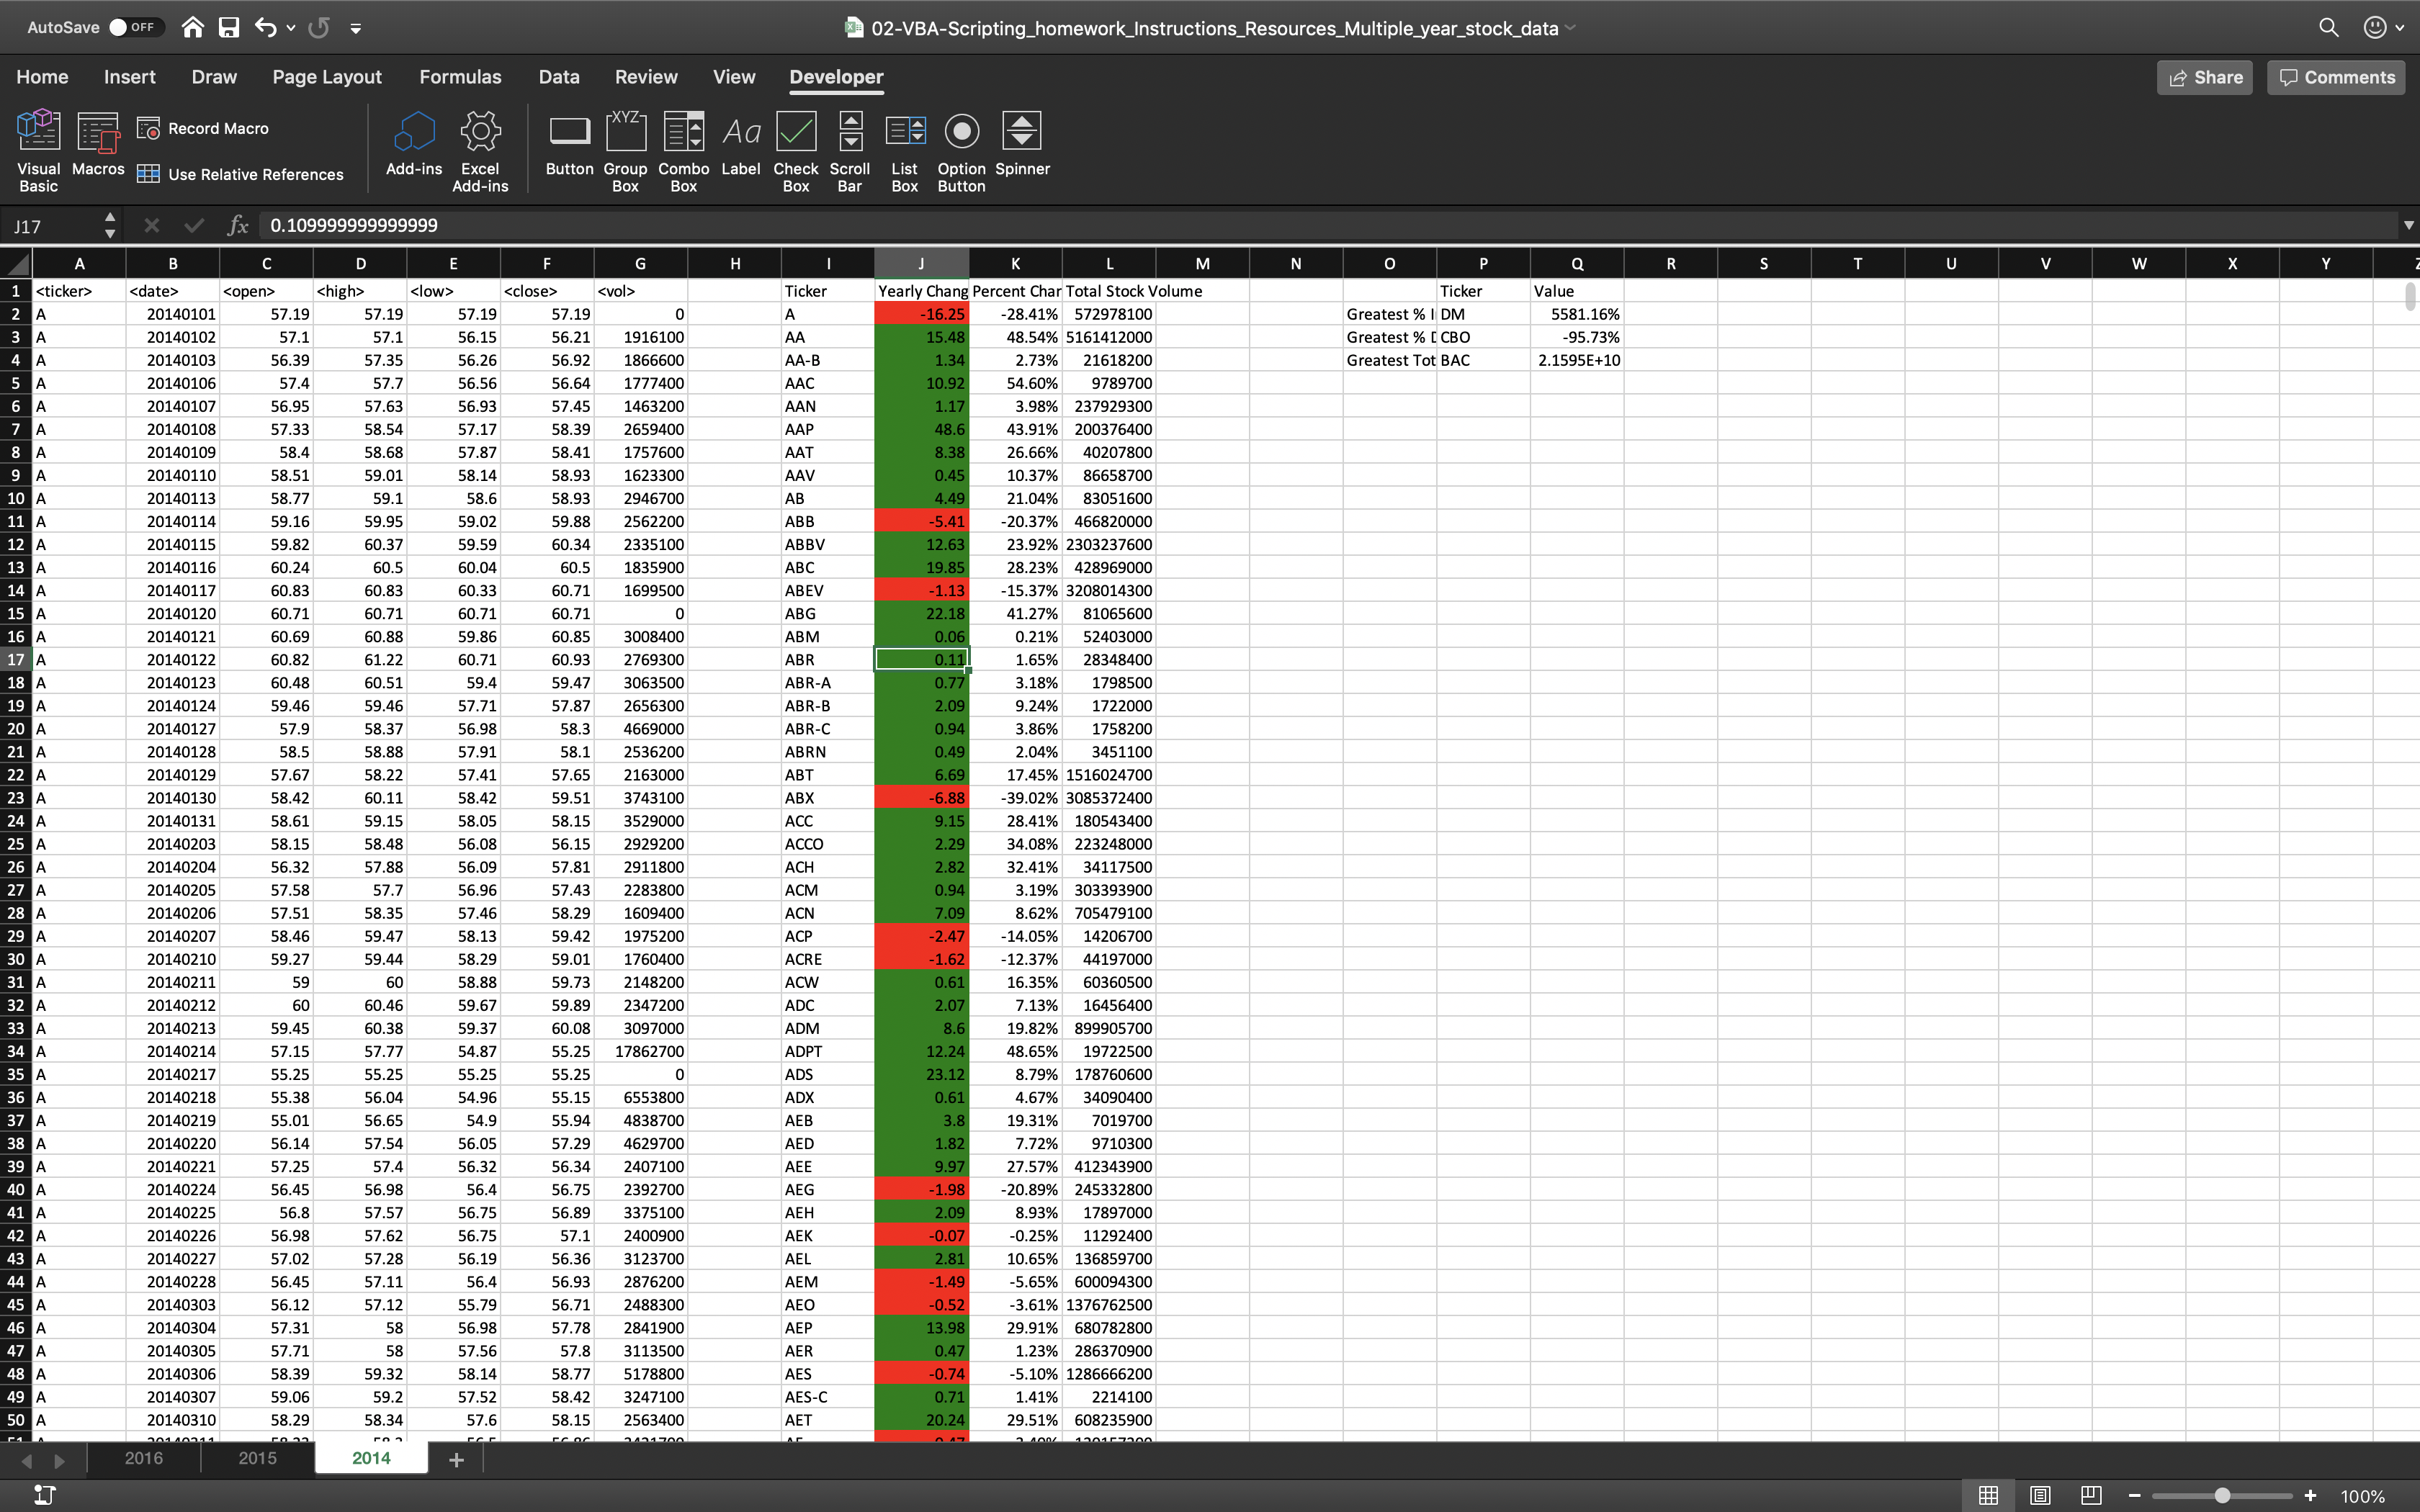 AutoSave OFF 02-VBA-Scripting_homework_Instructions_Resources_Multiple_year_stock_data
Home Insert Draw Page Layout Formulas Data Review View Developer Share Comments
Visual Basic Macros Record Macro Use Relative References Add-ins Excel Add-ins Button Group Box Combo Box Label Check Box Scroll Bar List Box Option Button Spinner
XYZ Aa
J17 fx 0.109999999999999
A B C D E F G H I J K L M N O P Q R S T U V W X Y
1 <ticker> <date> <open> <high> <low> <close> <vol> Ticker Yearly Chang Percent Char Total Stock Volume Ticker Value
2 A 20140101 57.19 57.19 57.19 57.19 0 A -16.25 -28.41% 572978100 Greatest % I DM 5581.16%
3 A 20140102 57.1 57.1 56.15 56.21 1916100 AA 15.48 48.54% 5161412000 Greatest % D CBO -95.73%
4 A 20140103 56.39 57.35 56.26 56.92 1866600 AA-B 1.34 2.73% 21618200 Greatest Tot BAC 2.1595E+10
5 A 20140106 57.4 57.7 56.56 56.64 1777400 AAC 10.92 54.60% 9789700
6 A 20140107 56.95 57.63 56.93 57.45 1463200 AAN 1.17 3.98% 237929300
7 A 20140108 57.33 58.54 57.17 58.39 2659400 AAP 48.6 43.91% 200376400
8 A 20140109 58.4 58.68 57.87 58.41 1757600 AAT 8.38 26.66% 40207800
9 A 20140110 58.51 59.01 58.14 58.93 1623300 AAV 0.45 10.37% 86658700
10 A 20140113 58.77 59.1 58.6 58.93 2946700 AB 4.49 21.04% 83051600
11 A 20140114 59.16 59.95 59.02 59.88 2562200 ABB -5.41 -20.37% 466820000
12 A 20140115 59.82 60.37 59.59 60.34 2335100 ABBV 12.63 23.92% 2303237600
13 A 20140116 60.24 60.5 60.04 60.5 1835900 ABC 19.85 28.23% 428969000
14 A 20140117 60.83 60.83 60.33 60.71 1699500 ABEV -1.13 -15.37% 3208014300
15 A 20140120 60.71 60.71 60.71 60.71 0 ABG 22.18 41.27% 81065600
16 A 20140121 60.69 60.88 59.86 60.85 3008400 ABM 0.06 0.21% 52403000
17 A 20140122 60.82 61.22 60.71 60.93 2769300 ABR 0.11 1.65% 28348400
18 A 20140123 60.48 60.51 59.4 59.47 3063500 ABR-A 0.77 3.18% 1798500
19 A 20140124 59.46 59.46 57.71 57.87 2656300 ABR-B 2.09 9.24% 1722000
20 A 20140127 57.9 58.37 56.98 58.3 4669000 ABR-C 0.94 3.86% 1758200
21 A 20140128 58.5 58.88 57.91 58.1 2536200 ABRN 0.49 2.04% 3451100
22 A 20140129 57.67 58.22 57.41 57.65 2163000 ABT 6.69 17.45% 1516024700
23 A 20140130 58.42 60.11 58.42 59.51 3743100 ABX -6.88 -39.02% 3085372400
24 A 20140131 58.61 59.15 58.05 58.15 3529000 ACC 9.15 28.41% 180543400
25 A 20140203 58.15 58.48 56.08 56.15 2929200 ACCO 2.29 34.08% 223248000
26 A 20140204 56.32 57.88 56.09 57.81 2911800 ACH 2.82 32.41% 34117500
27 A 20140205 57.58 57.7 56.96 57.43 2283800 ACM 0.94 3.19% 303393900
28 A 20140206 57.51 58.35 57.46 58.29 1609400 ACN 7.09 8.62% 705479100
29 A 20140207 58.46 59.47 58.13 59.42 1975200 ACP -2.47 -14.05% 14206700
30 A 20140210 59.27 59.44 58.29 59.01 1760400 ACRE -1.62 -12.37% 44197000
31 A 20140211 59 60 58.88 59.73 2148200 ACW 0.61 16.35% 60360500
32 A 20140212 60 60.46 59.67 59.89 2347200 ADC 2.07 7.13% 16456400
33 A 20140213 59.45 60.38 59.37 60.08 3097000 ADM 8.6 19.82% 899905700
34 A 20140214 57.15 57.77 54.87 55.25 17862700 ADPT 12.24 48.65% 19722500
35 A 20140217 55.25 55.25 55.25 55.25 0 ADS 23.12 8.79% 178760600
36 A 20140218 55.38 56.04 54.96 55.15 6553800 ADX 0.61 4.67% 34090400
37 A 20140219 55.01 56.65 54.9 55.94 4838700 AEB 3.8 19.31% 7019700
38 A 20140220 56.14 57.54 56.05 57.29 4629700 AED 1.82 7.72% 9710300
39 A 20140221 57.25 57.4 56.32 56.34 2407100 AEE 9.97 27.57% 412343900
40 A 20140224 56.45 56.98 56.4 56.75 2392700 AEG -1.98 -20.89% 245332800
41 A 20140225 56.8 57.57 56.75 56.89 3375100 AEH 2.09 8.93% 17897000
42 A 20140226 56.98 57.62 56.75 57.1 2400900 AEK -0.07 -0.25% 11292400
43 A 20140227 57.02 57.28 56.19 56.36 3123700 AEL 2.81 10.65% 136859700
44 A 20140228 56.45 57.11 56.4 56.93 2876200 AEM -1.49 -5.65% 600094300
45 A 20140303 56.12 57.12 55.79 56.71 2488300 AEO -0.52 -3.61% 1376762500
46 A 20140304 57.31 58 56.98 57.78 2841900 AEP 13.98 29.91% 680782800
47 A 20140305 57.71 58 57.56 57.8 3113500 AER 0.47 1.23% 286370900
48 A 20140306 58.39 59.32 58.14 58.77 5178800 AES -0.74 -5.10% 1286666200
49 A 20140307 59.06 59.2 57.52 58.42 3247100 AES-C 0.71 1.41% 2214100
50 A 20140310 58.29 58.34 57.6 58.15 2563400 AET 20.24 29.51% 608235900
2016 2015 2014 +
100%